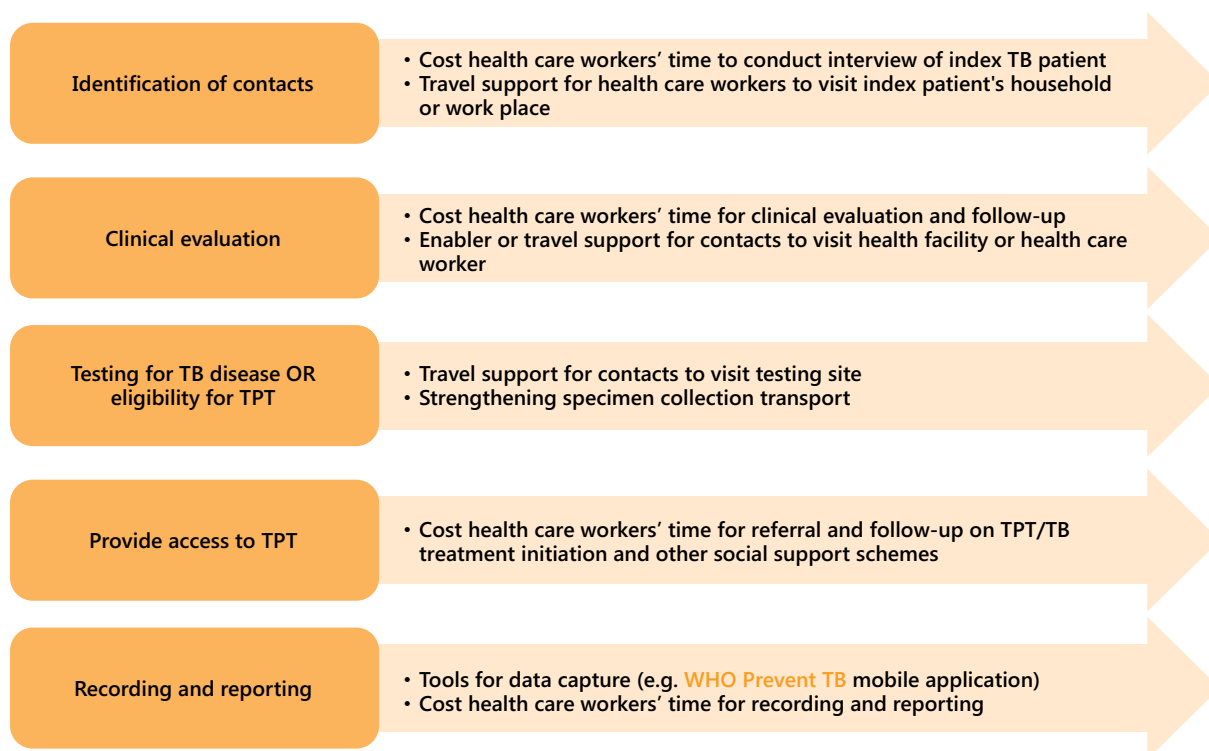 Identification of contacts
• Cost health care workers’ time to conduct interview of index TB patient
• Travel support for health care workers to visit index patient's household
or work place
Clinical evaluation
• Cost health care workers’ time for clinical evaluation and follow-up
• Enabler or travel support for contacts to visit health facility or health care
worker
Testing for TB disease OR
eligibility for TPT
• Travel support for contacts to visit testing site
• Strengthening specimen collection transport
Provide access to TPT
• Cost health care workers’ time for referral and follow-up on TPT/TB
treatment initiation and other social support schemes
Recording and reporting
• Tools for data capture (e.g. WHO Prevent TB mobile application)
• Cost health care workers’ time for recording and reporting